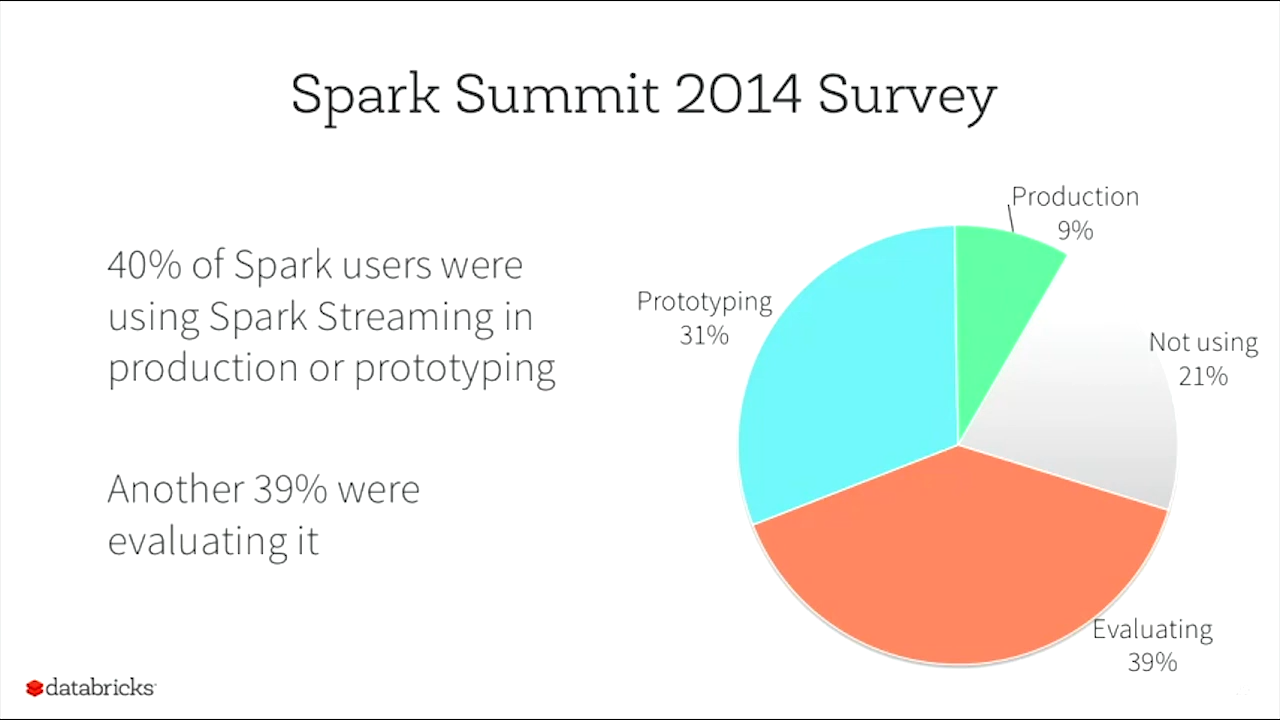 Spark Summit 2014 Survey
40% of Spark users were
using Spark Streaming in
production or prototyping
Another 39% were
evaluating it
Production
9%
Prototyping
31%
Not using
21%
Evaluating
39%
databricks